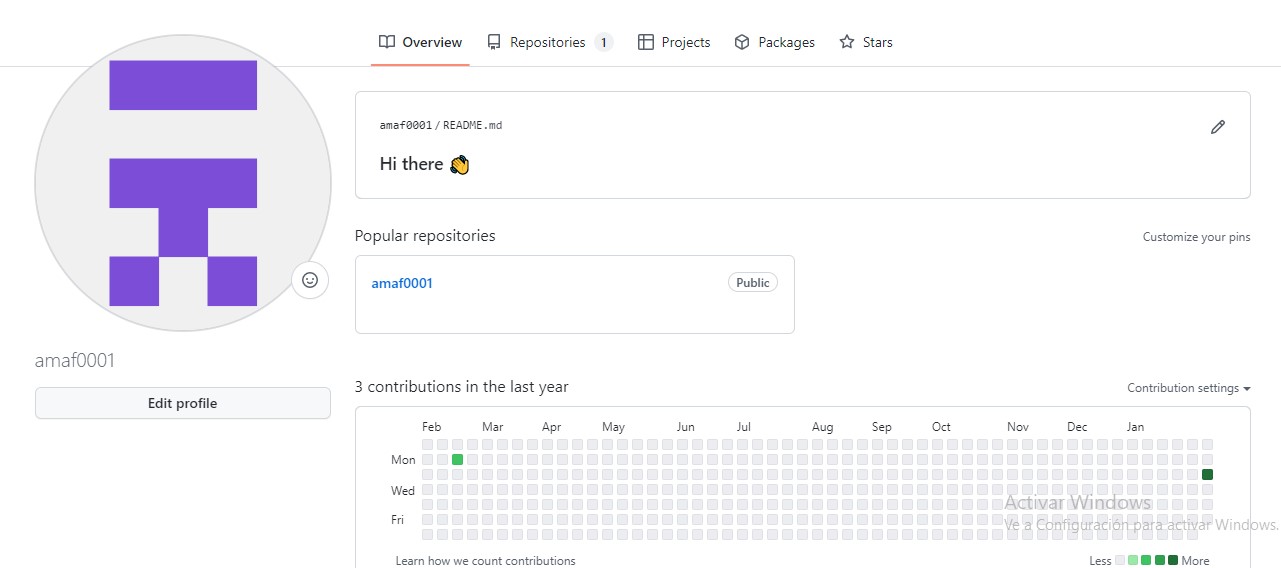 Overview Repositories 1 Projects Packages Stars
amaf0001 / README.md
Hi there 👋
Popular repositories Customize your pins
amaf0001 Public
amaf0001
Edit profile
3 contributions in the last year Contribution settings
Feb Mar Apr May Jun Jul Aug Sep Oct Nov Dec Jan
Mon
Wed
Fri
Activar Windows
Ve a Configuración para activar Windows.
Learn how we count contributions Less More